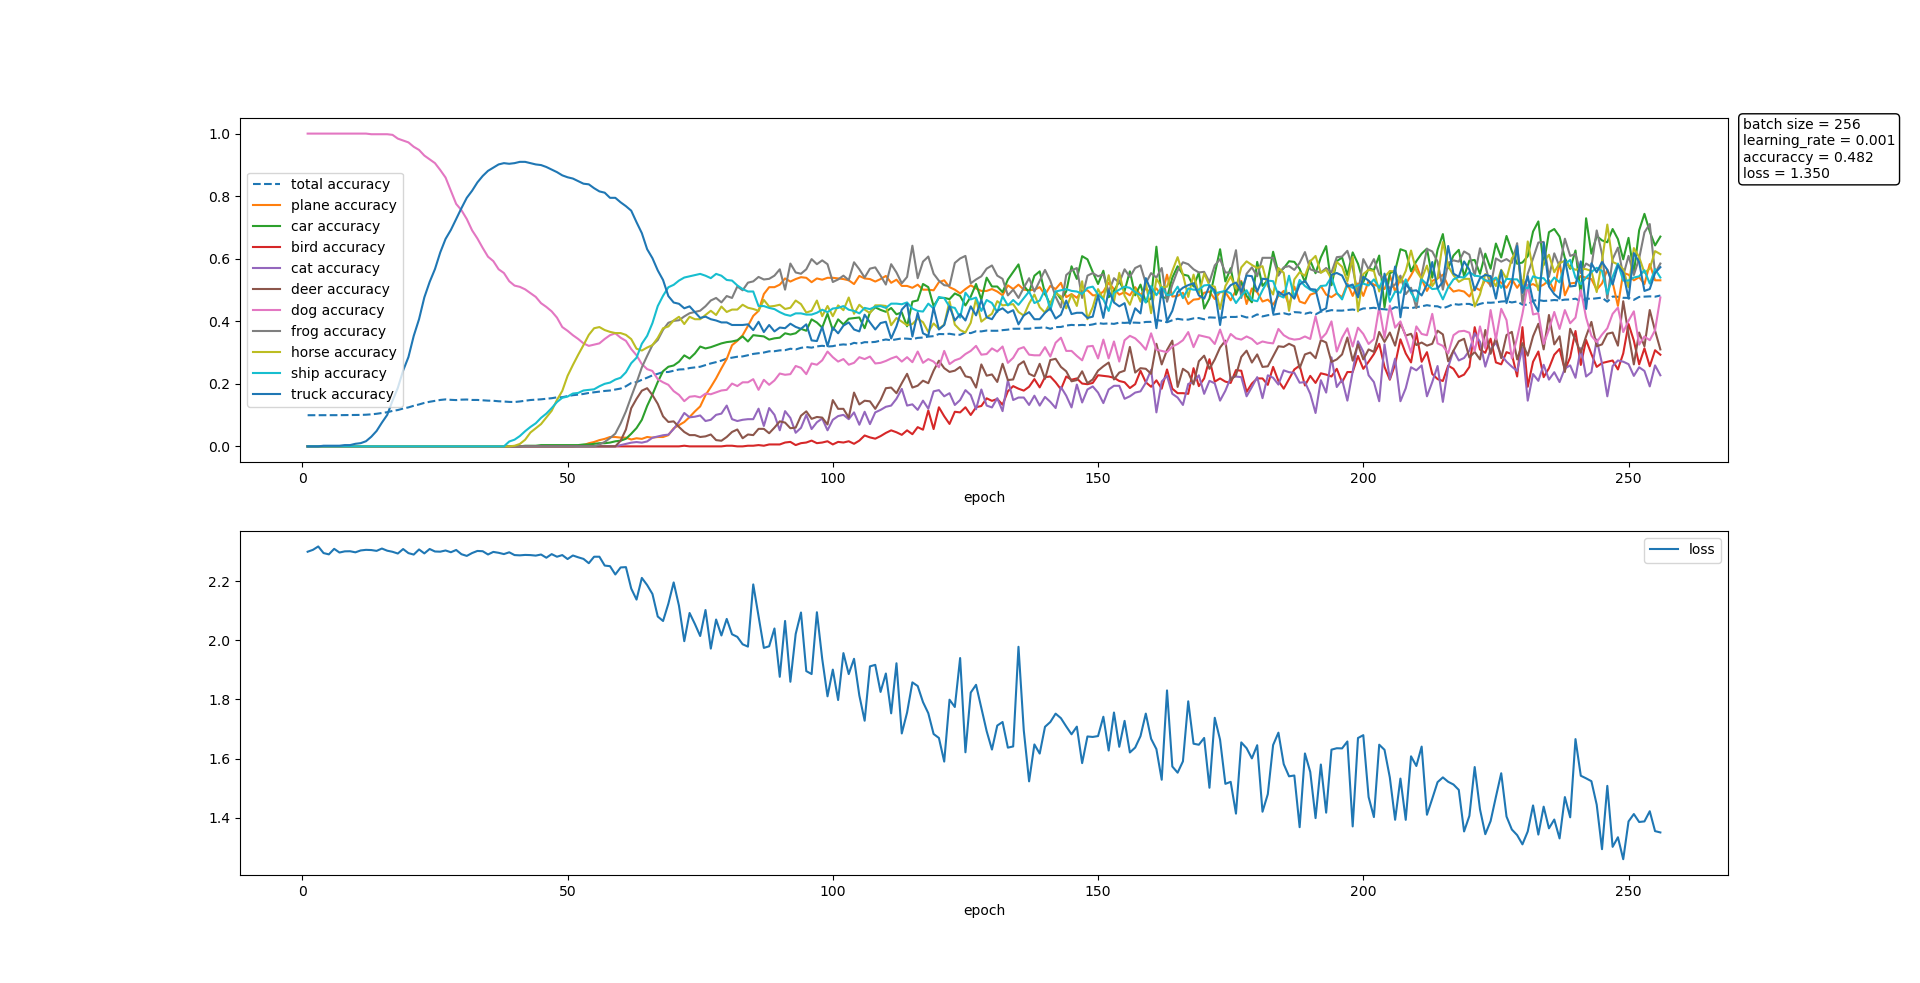 1.0
0.8
0.6
0.4
0.2
0.0
total accuracy
plane accuracy
car accuracy
bird accuracy
cat accuracy
deer accuracy
dog accuracy
frog accuracy
horse accuracy
ship accuracy
truck accuracy
batch size = 256
learning_rate = 0.001
accuraccy = 0.482
loss = 1.350
0 50 100 150 200 250
epoch
loss
2.2
2.0
1.8
1.6
1.4
0 50 100 150 200 250
epoch